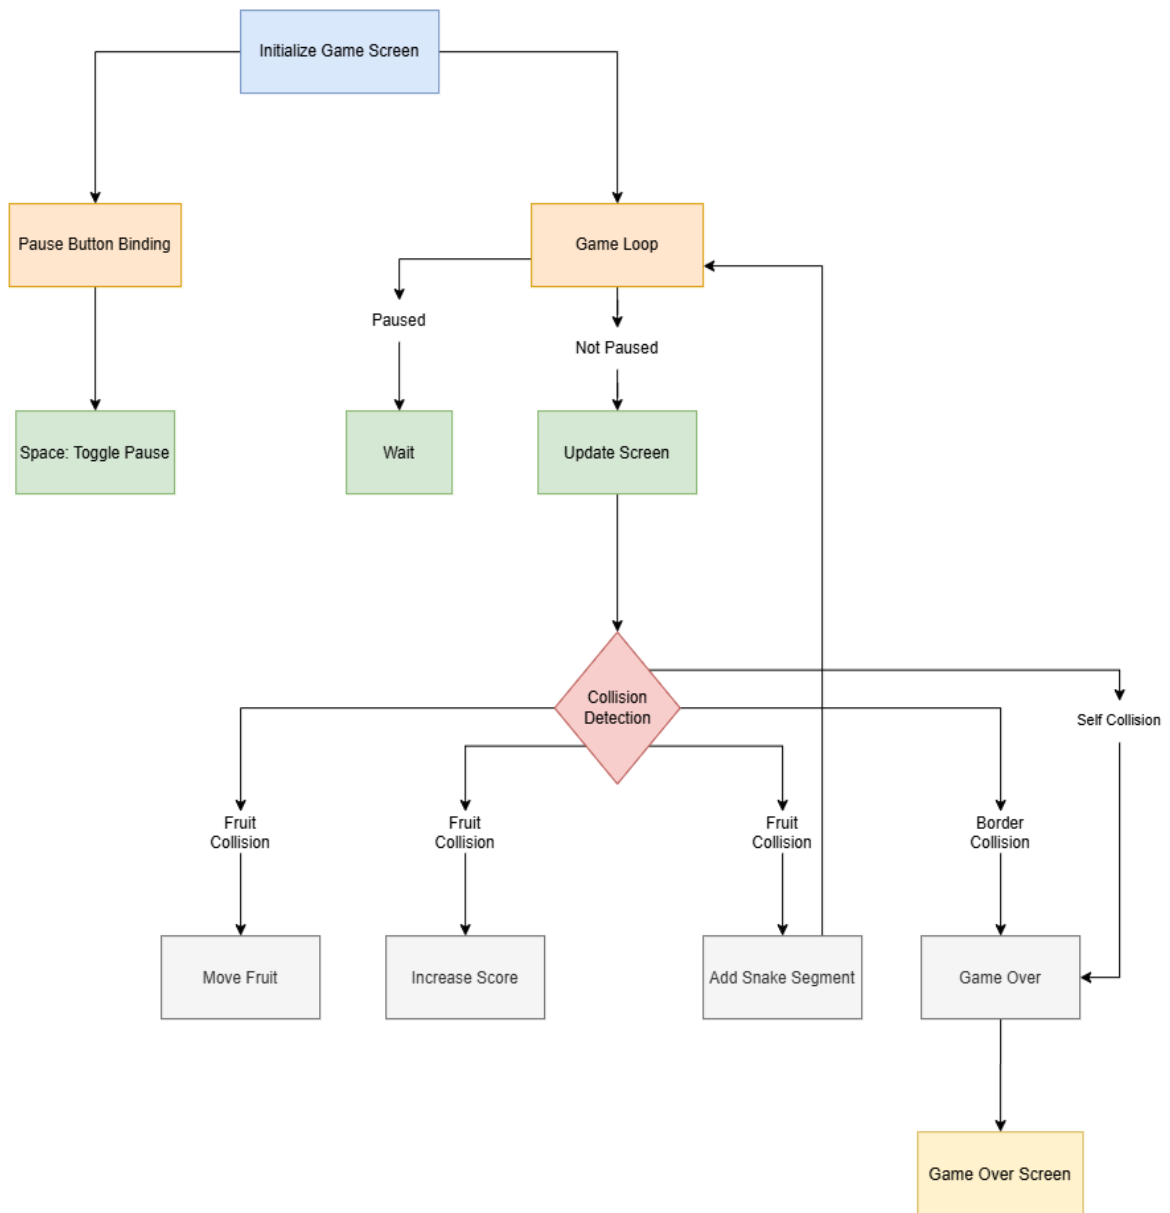 Initialize Game Screen
Pause Button Binding
Game Loop
Paused
Not Paused
Space: Toggle Pause
Wait
Update Screen
Collision
Detection
Self Collision
Fruit
Collision
Fruit
Collision
Fruit
Collision
Border
Collision
Move Fruit
Increase Score
Add Snake Segment
Game Over
Game Over Screen